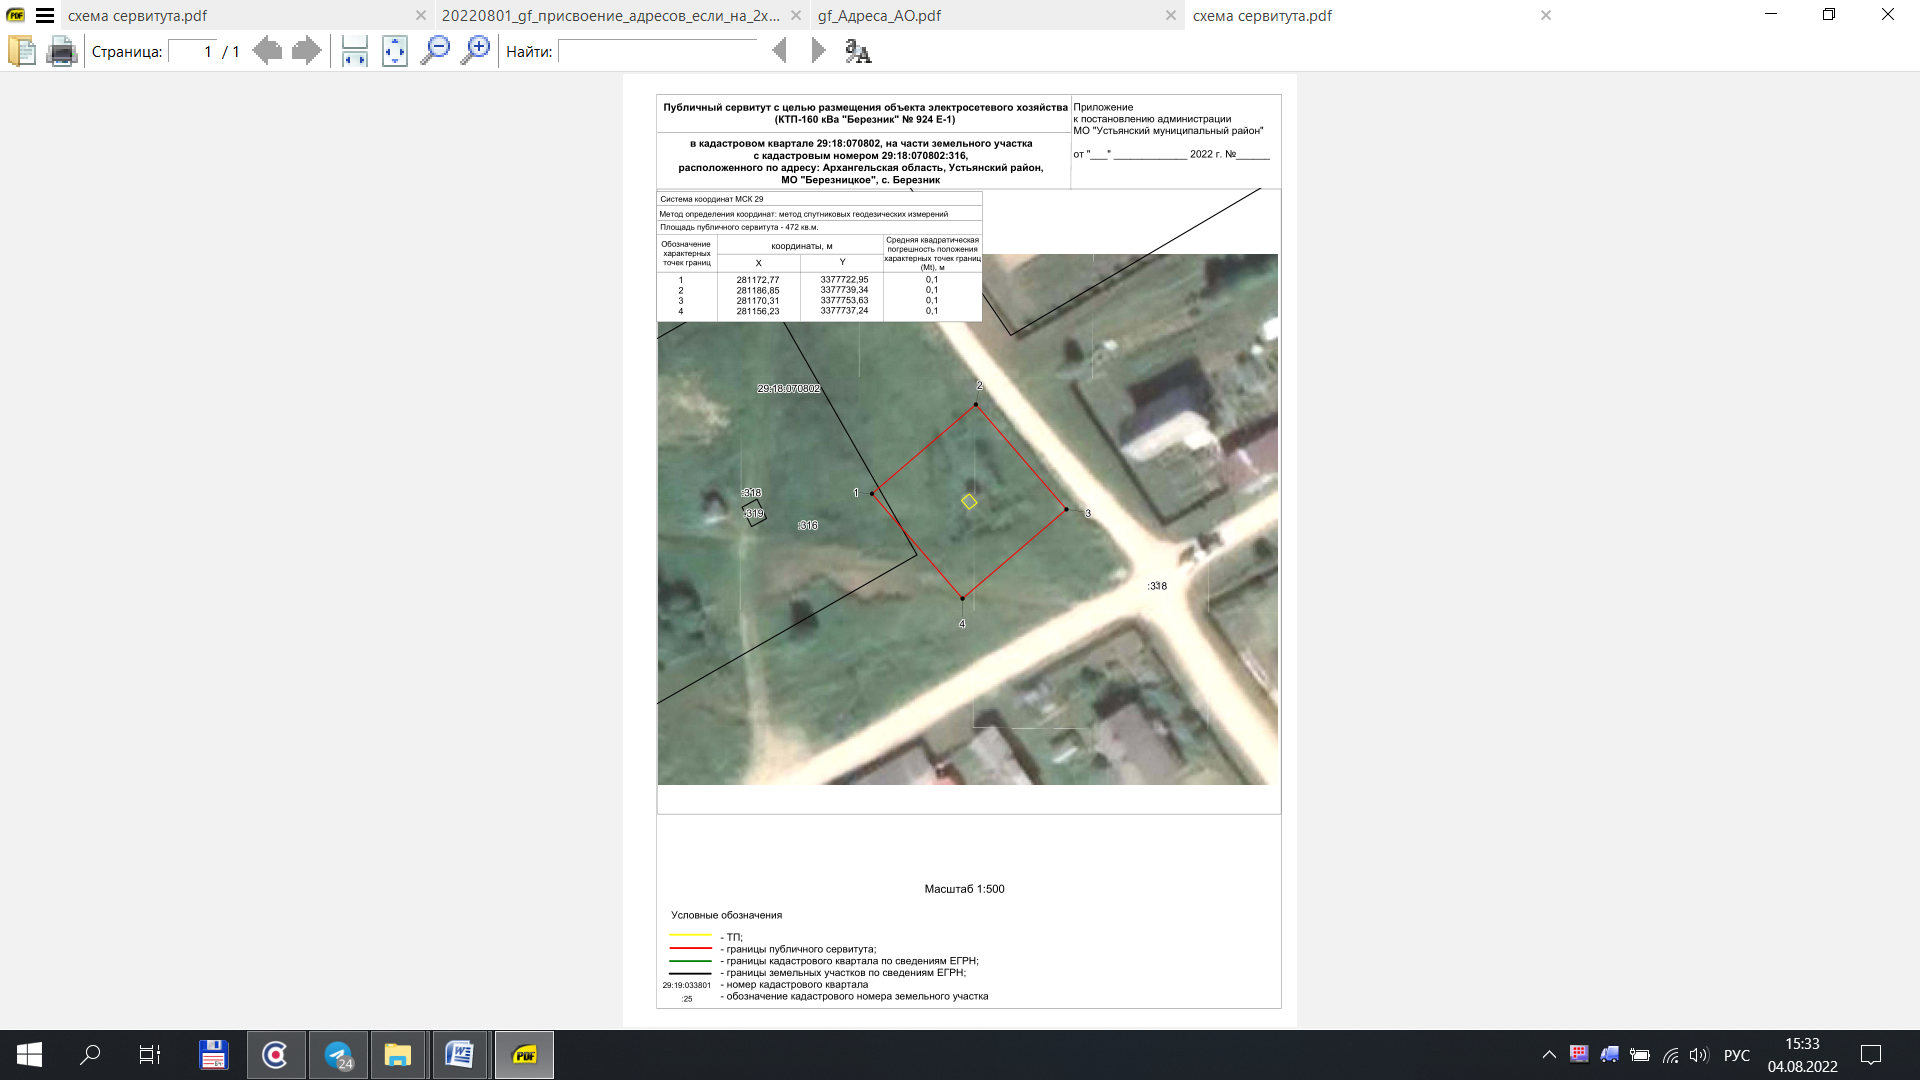 схема сервитута.pdf
20220801_gf_присвоение_адресов_если_на_2х...
gf_Адреса_АО.pdf
схема сервитута.pdf
Страница: 1 / 1
Найти:
Публичный сервитут с целью размещения объекта электросетевого хозяйства
(КТП-160 кВа "Березник" № 924 Е-1)
в кадастровом квартале 29:18:070802, на части земельного участка
с кадастровым номером 29:18:070802:316,
расположенного по адресу: Архангельская область, Устьянский район,
МО "Березницкое", с. Березник
Приложение
к постановлению администрации
МО "Устьянский муниципальный район"
от "___" _____________ 2022 г. №______
Система координат МСК 29
Метод определения координат: метод спутниковых геодезических измерений
Площадь публичного сервитута - 472 кв.м.
Обозначение
характерных
точек границ
координаты, м
X
Y
Средняя квадратическая
погрешность положения
характерных точек границ
(Mt), м
1 281172,77 3377722,95 0,1
2 281186,85 3377739,34 0,1
3 281170,31 3377753,63 0,1
4 281156,23 3377737,24 0,1
29:18:070802
2
1
:318
:319
:316
3
:318
4
Масштаб 1:500
Условные обозначения
- ТП;
- границы публичного сервитута;
- границы кадастрового квартала по сведениям ЕГРН;
- границы земельных участков по сведениям ЕГРН;
29:19:033801 - номер кадастрового квартала
:25 - обозначение кадастрового номера земельного участка
24
РУС
15:33
04.08.2022